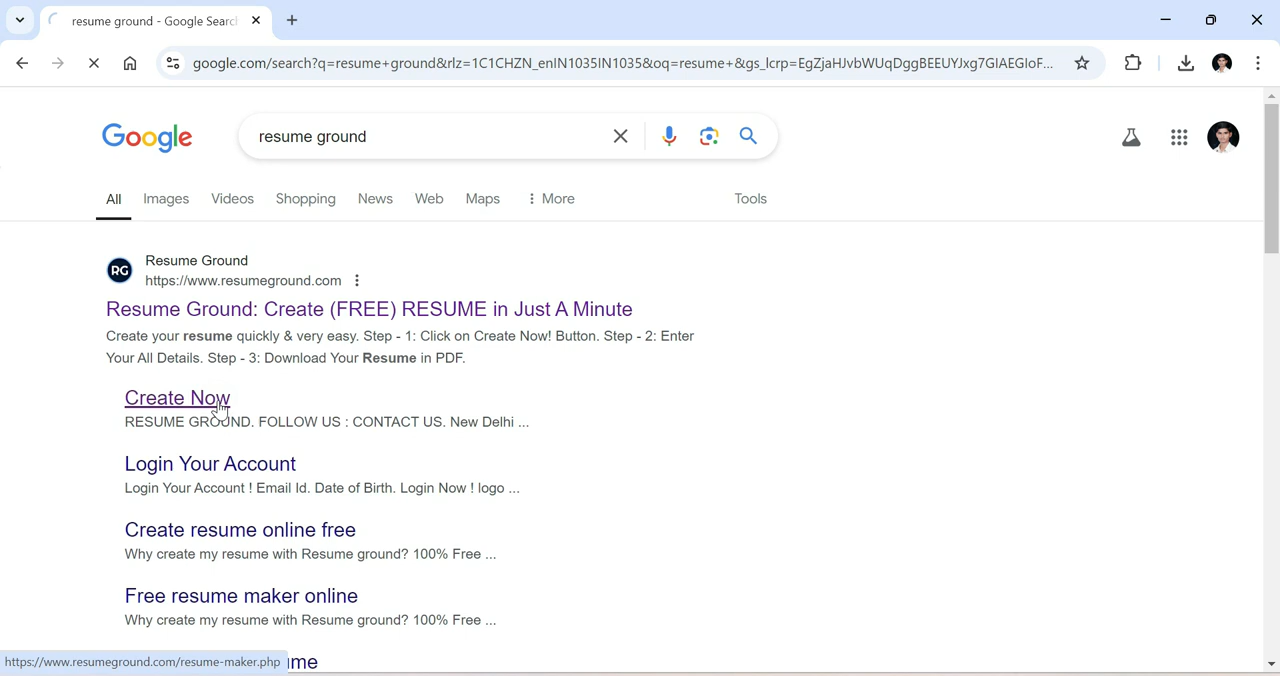 resume ground - Google Searc
google.com/search?q=resume+ground&rlz=1C1CHZN_enIN1035IN1035&oq=resume+&gs_lcrp=EgZjaHJvbWUqDggBEEUYJxg7GIAEGIoF...
Google
resume ground
All Images Videos Shopping News Web Maps More Tools
RG
Resume Ground
https://www.resumeground.com
Resume Ground: Create (FREE) RESUME in Just A Minute
Create your resume quickly & very easy. Step - 1: Click on Create Now! Button. Step - 2: Enter
Your All Details. Step - 3: Download Your Resume in PDF.
Create Now
RESUME GROUND. FOLLOW US : CONTACT US. New Delhi ...
Login Your Account
Login Your Account ! Email Id. Date of Birth. Login Now ! logo ...
Create resume online free
Why create my resume with Resume ground? 100% Free ...
Free resume maker online
Why create my resume with Resume ground? 100% Free ...
https://www.resumeground.com/resume-maker.php